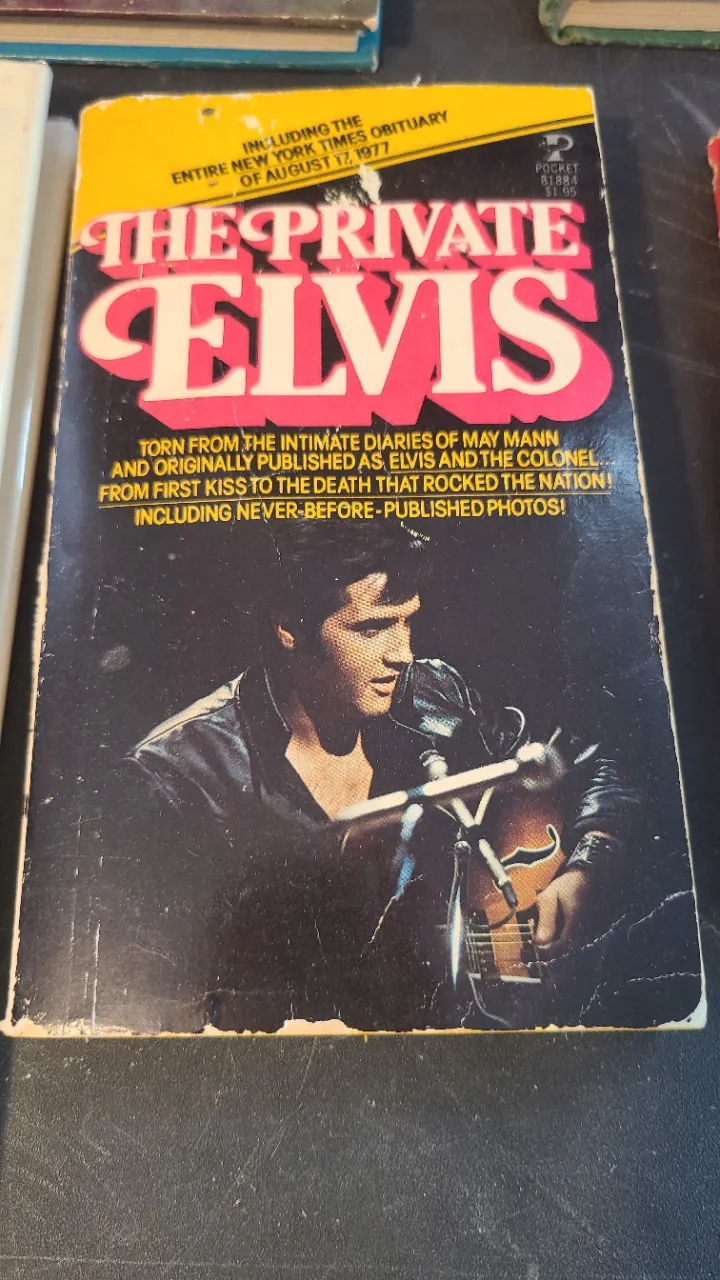 INCLUDING THE
ENTIRE NEW YORK TIMES OBITUARY
OF AUGUST 17, 1977
POCKET
81884
$1.95
THE PRIVATE
ELVIS
TORN FROM THE INTIMATE DIARIES OF MAY MANN
AND ORIGINALLY PUBLISHED AS ELVIS AND THE COLONEL...
FROM FIRST KISS TO THE DEATH THAT ROCKED THE NATION!
INCLUDING NEVER-BEFORE-PUBLISHED PHOTOS!